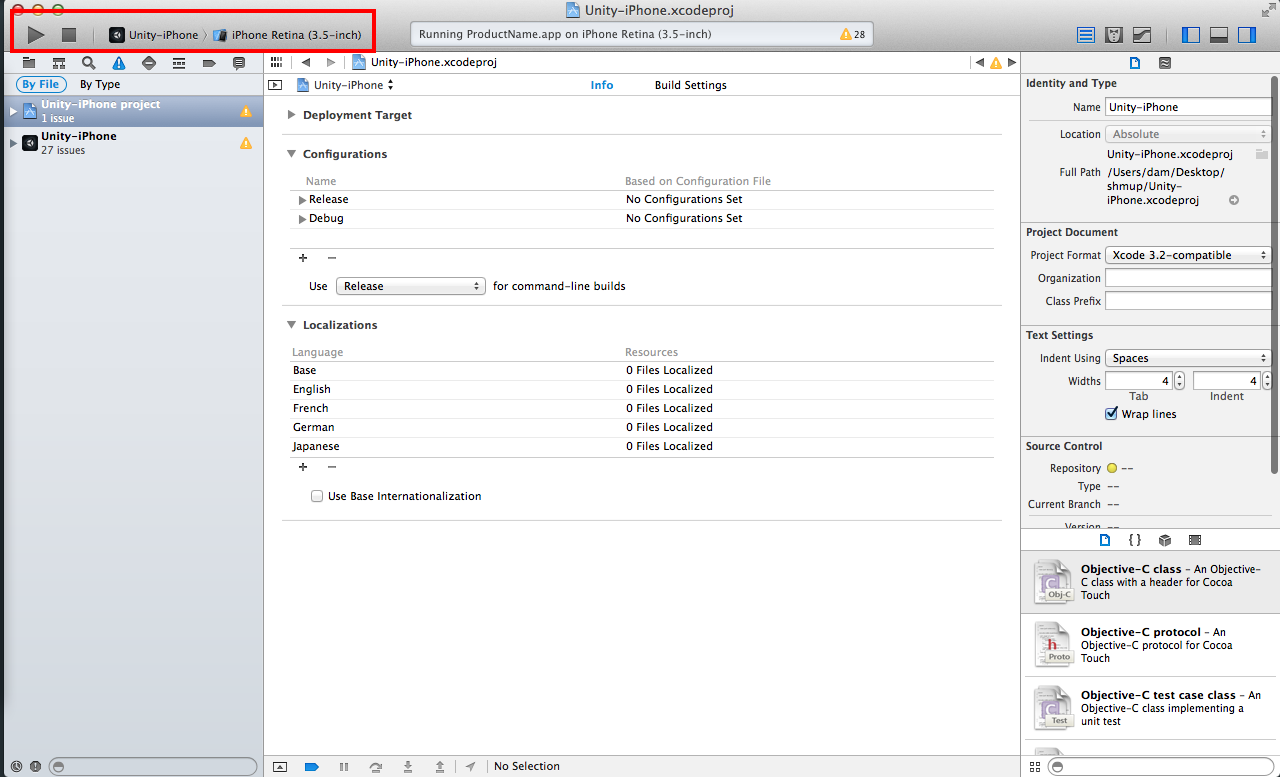 Unity-iPhone.xcodeproj
Unity-iPhone 〉 iPhone Retina (3.5-inch)
Running ProductName.app on iPhone Retina (3.5-inch)
28
Unity-iPhone.xcodeproj
By File
By Type
Unity-iPhone project
1 issue
Unity-iPhone
27 issues
Unity-iPhone
Info
Build Settings
Deployment Target
Configurations
Name
Based on Configuration File
Release
No Configurations Set
Debug
No Configurations Set
+ −
Use
Release
for command-line builds
Localizations
Language
Resources
Base
0 Files Localized
English
0 Files Localized
French
0 Files Localized
German
0 Files Localized
Japanese
0 Files Localized
+ −
Use Base Internationalization
No Selection
Identity and Type
Name
Unity-iPhone
Location
Absolute
Unity-iPhone.xcodeproj
Full Path
/Users/dam/Desktop/
shmup/Unity-
iPhone.xcodeproj
Project Document
Project Format
Xcode 3.2-compatible
Organization
Class Prefix
Text Settings
Indent Using
Spaces
Widths
4
4
Tab
Indent
Wrap lines
Source Control
Repository
--
Type --
Current Branch --
Version --
{ }
Obj-C
Objective-C class – An Objective-
C class with a header for Cocoa
Touch
Proto
Objective-C protocol – An
Objective-C protocol for Cocoa
Touch
Test
Objective-C test case class – An
Objective-C class implementing a
unit test